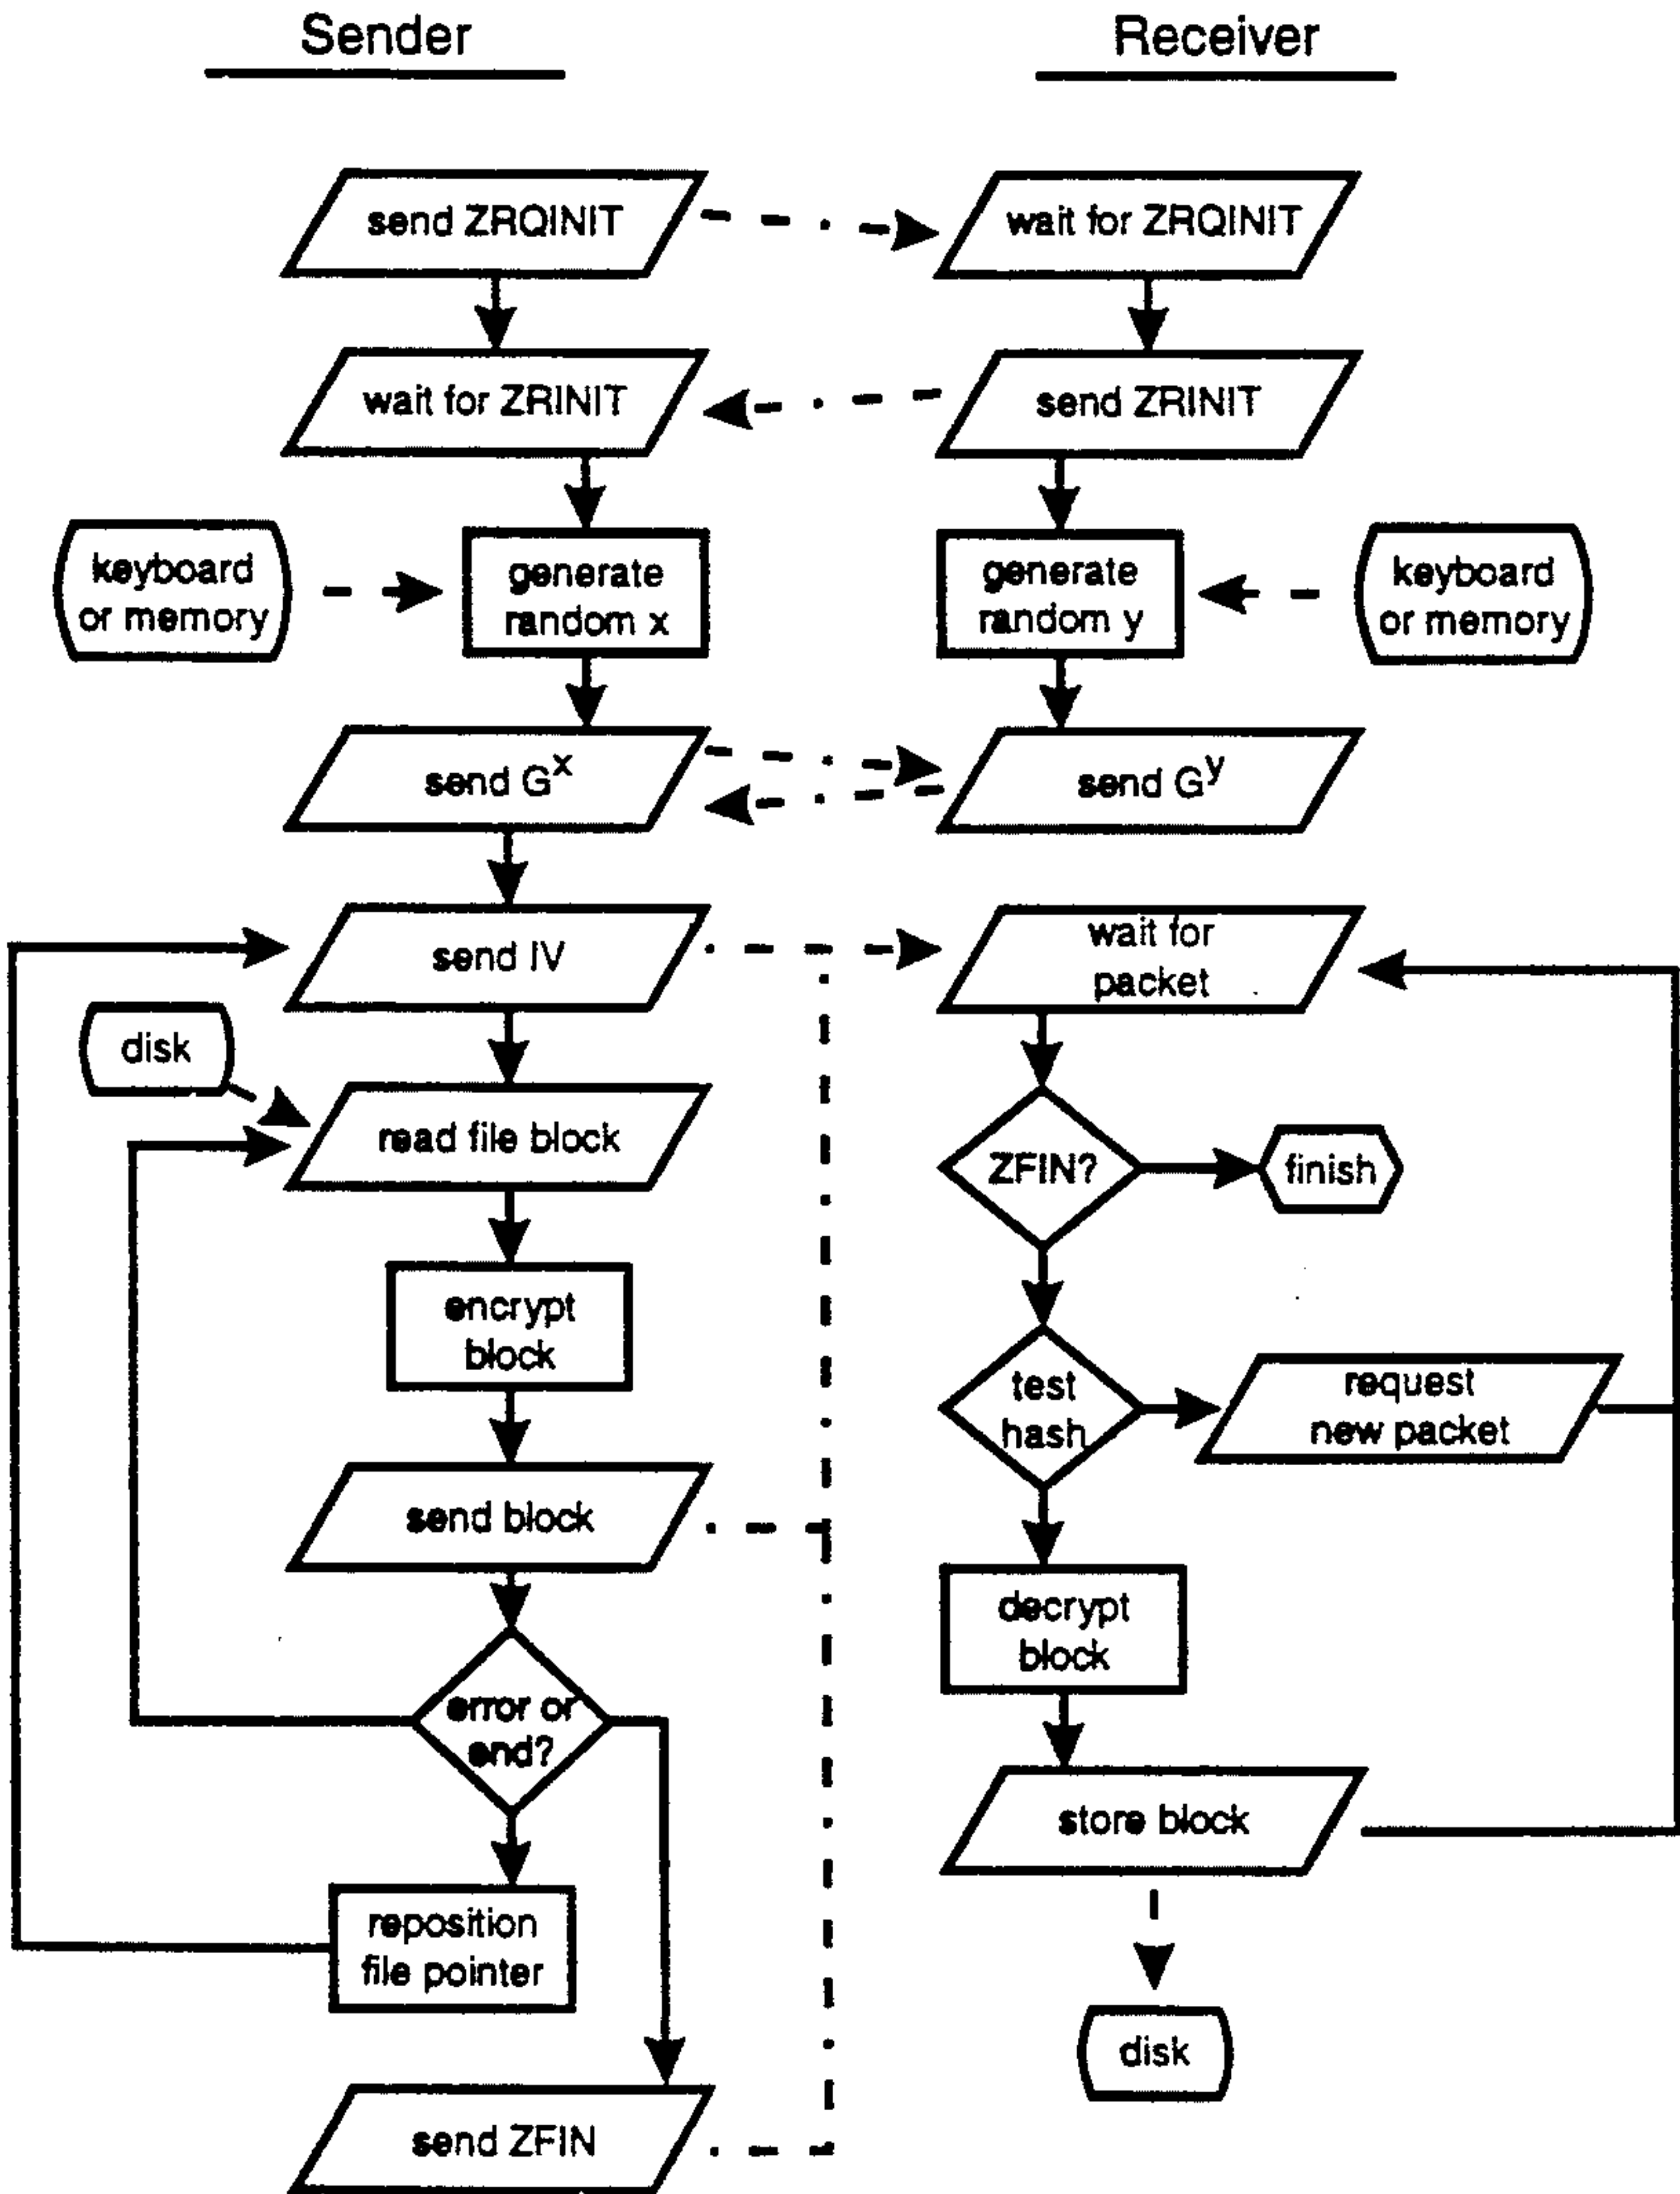 Sender
Receiver
send ZRQINIT
wait for ZRQINIT
wait for ZRINIT
send ZRINIT
keyboard
or memory
generate
random x
generate
random y
keyboard
or memory
send G^x
send G^y
send IV
wait for
packet
disk
read file block
ZFIN?
finish
encrypt
block
test
hash
request
new packet
send block
decrypt
block
error or
end?
store block
reposition
file pointer
disk
send ZFIN